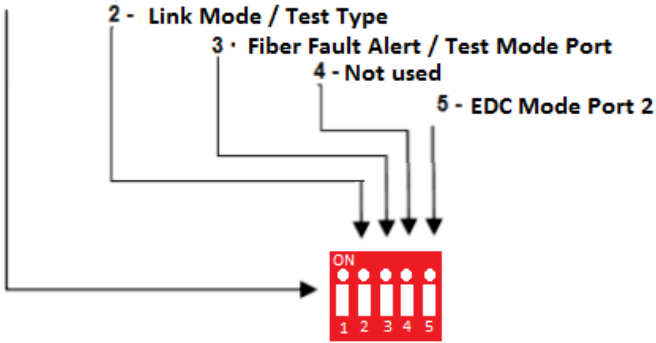 2 - Link Mode / Test Type
3 · Fiber Fault Alert / Test Mode Port
4 - Not used
5 - EDC Mode Port 2
ON
1 2 3 4 5